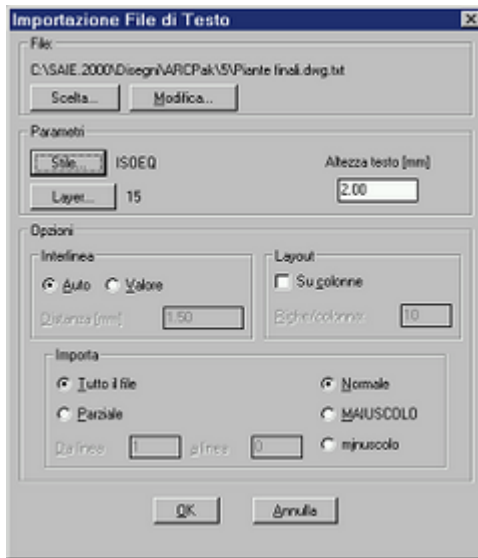 Importazione File di Testo
File:
C:\SAIE.2000\Disegni\ARCPak\5\Piante finali.dwg.txt
Scelta... Modifica...
Parametri
Stile... ISOEQ Altezza testo [mm]
Layer... 15 2.00
Opzioni
Interlinea Layout
Auto Valore Su colonne
Distanza [mm] 1.50 Righe/colonna: 10
Importa
Tutto il file Normale
Parziale MAIUSCOLO
Da linea 1 a linea 0 minuscolo
OK Annulla